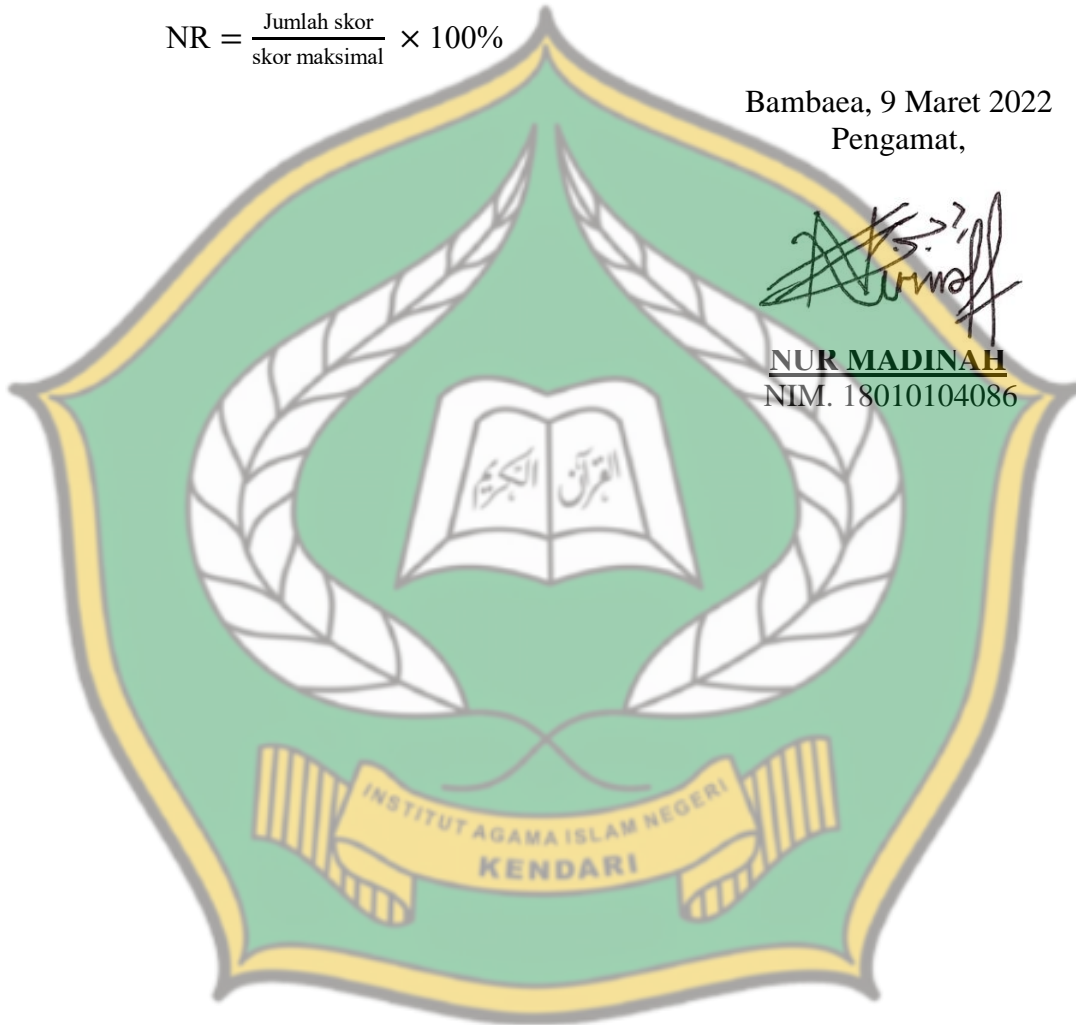 NR = Jumlah skor / skor maksimal × 100%
Bambaea, 9 Maret 2022
Pengamat,
NUR MADINAH
NIM. 18010104086
القرآن الكريم
INSTITUT AGAMA ISLAM NEGERI
KENDARI